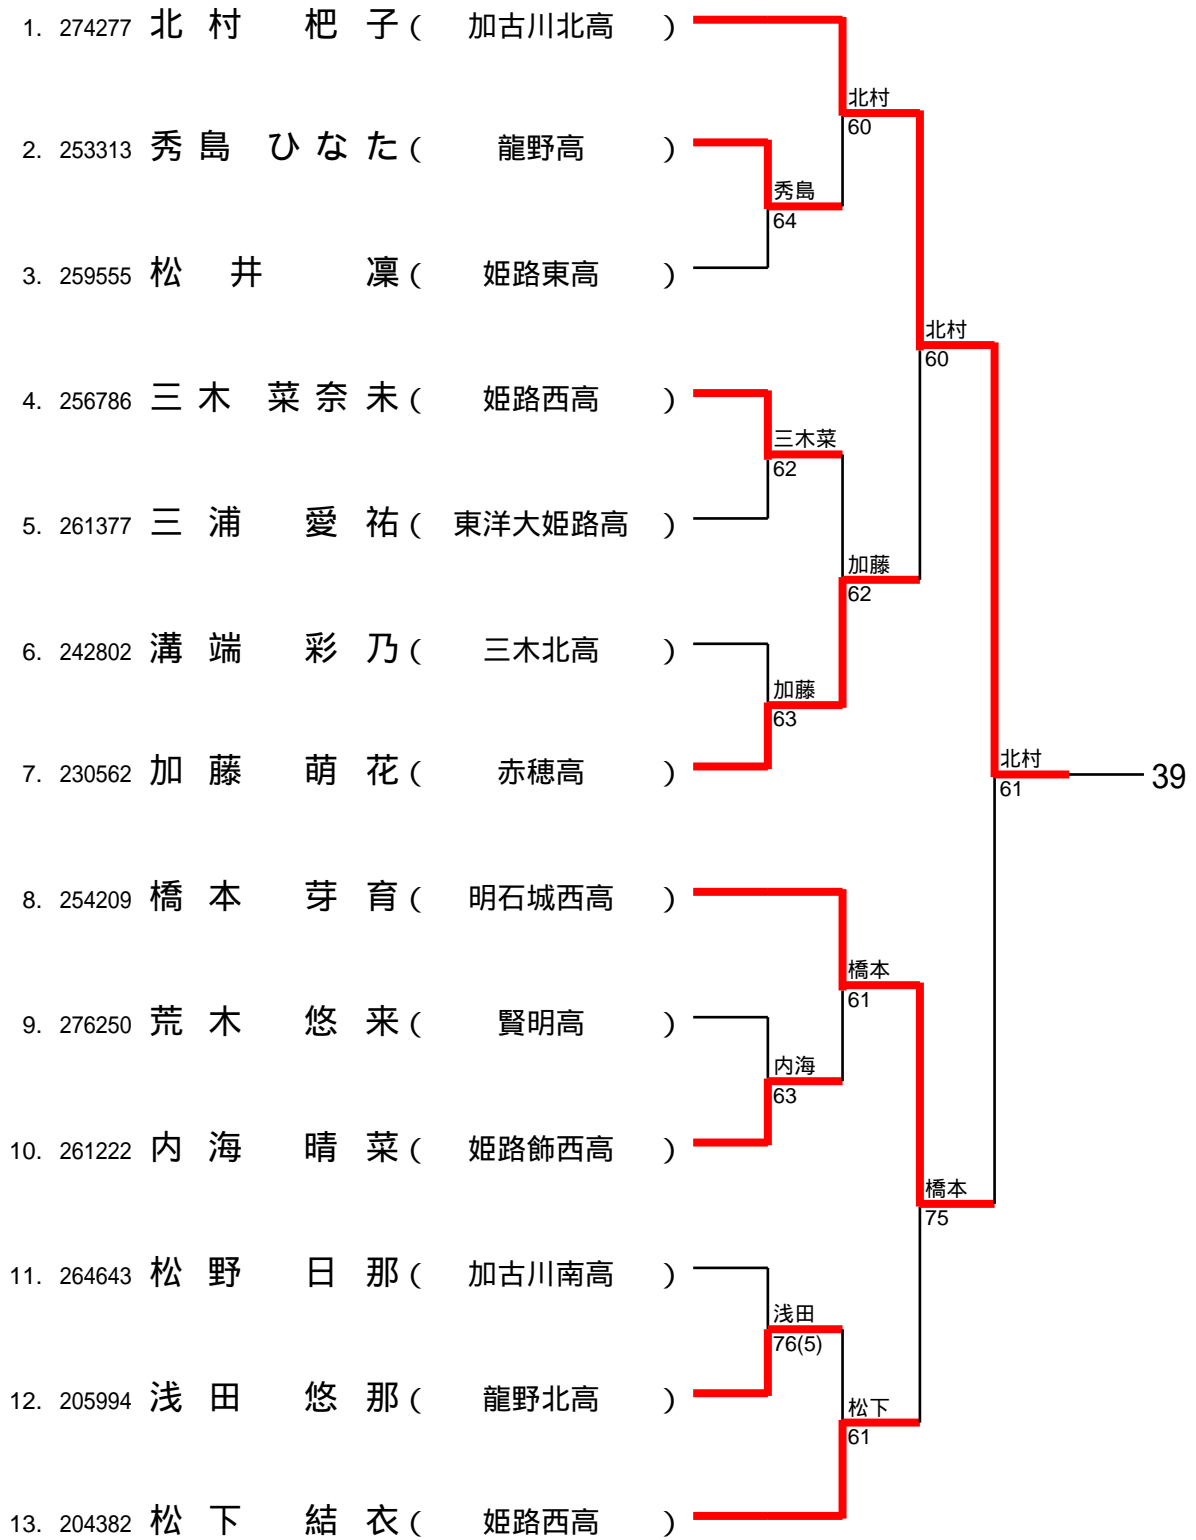 1. 274277 北村 杷子 ( 加古川北高 )
北村
60
2. 253313 秀島 ひなた ( 龍野高 )
秀島
64
3. 259555 松井 凜 ( 姫路東高 )
北村
60
4. 256786 三木 菜奈未 ( 姫路西高 )
三木菜
62
5. 261377 三浦 愛祐 ( 東洋大姫路高 )
加藤
62
6. 242802 溝端 彩乃 ( 三木北高 )
加藤
63
7. 230562 加藤 萌花 ( 赤穂高 )
北村
61
39
8. 254209 橋本 芽育 ( 明石城西高 )
橋本
61
9. 276250 荒木 悠来 ( 賢明高 )
内海
63
10. 261222 内海 晴菜 ( 姫路飾西高 )
橋本
75
11. 264643 松野 日那 ( 加古川南高 )
浅田
76(5)
12. 205994 浅田 悠那 ( 龍野北高 )
松下
61
13. 204382 松下 結衣 ( 姫路西高 )